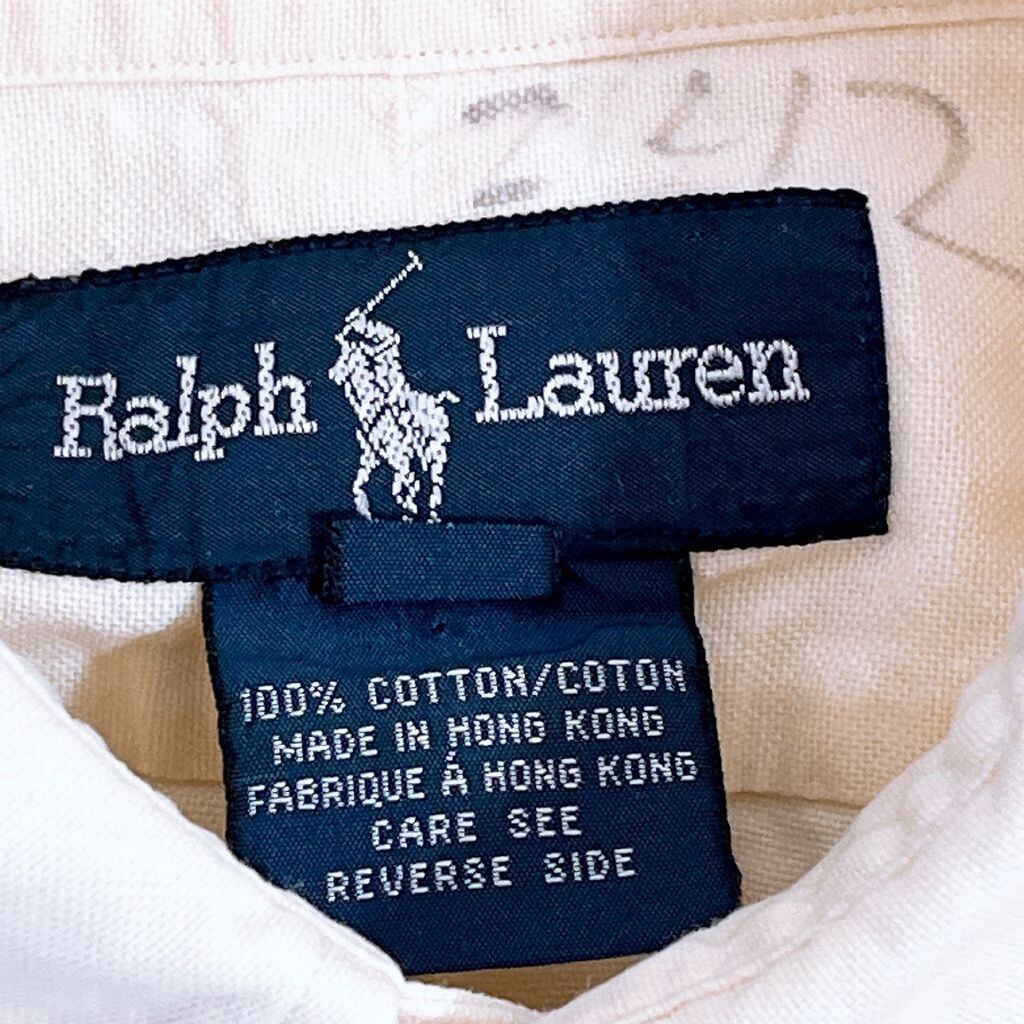 Ralph Lauren
100% COTTON/COTON
MADE IN HONG KONG
FABRIQUE À HONG KONG
CARE SEE
REVERSE SIDE